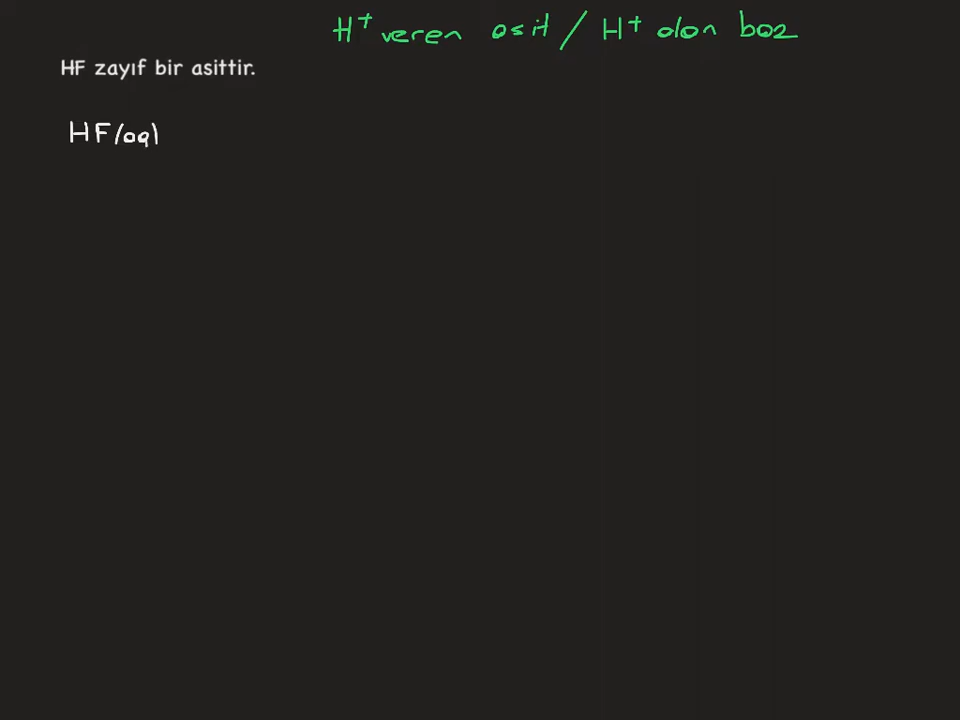 H⁺ veren asit / H⁺ alan baz
HF zayıf bir asittir.
HF(aq)